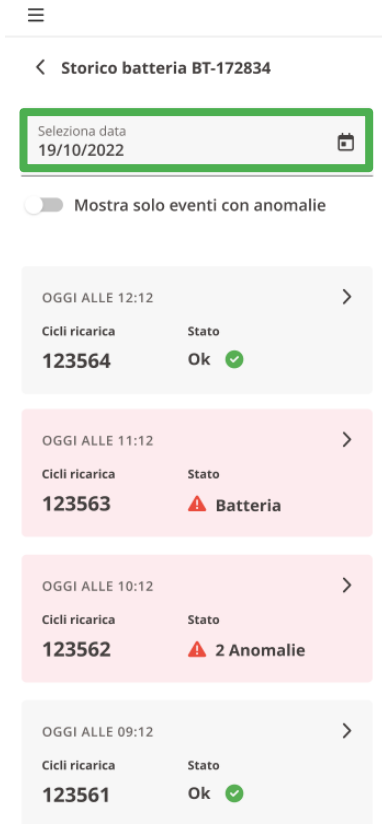 Storico batteria BT-172834
Seleziona data
19/10/2022
Mostra solo eventi con anomalie
OGGI ALLE 12:12
Cicli ricarica Stato
123564 Ok
OGGI ALLE 11:12
Cicli ricarica Stato
123563 Batteria
OGGI ALLE 10:12
Cicli ricarica Stato
123562 2 Anomalie
OGGI ALLE 09:12
Cicli ricarica Stato
123561 Ok